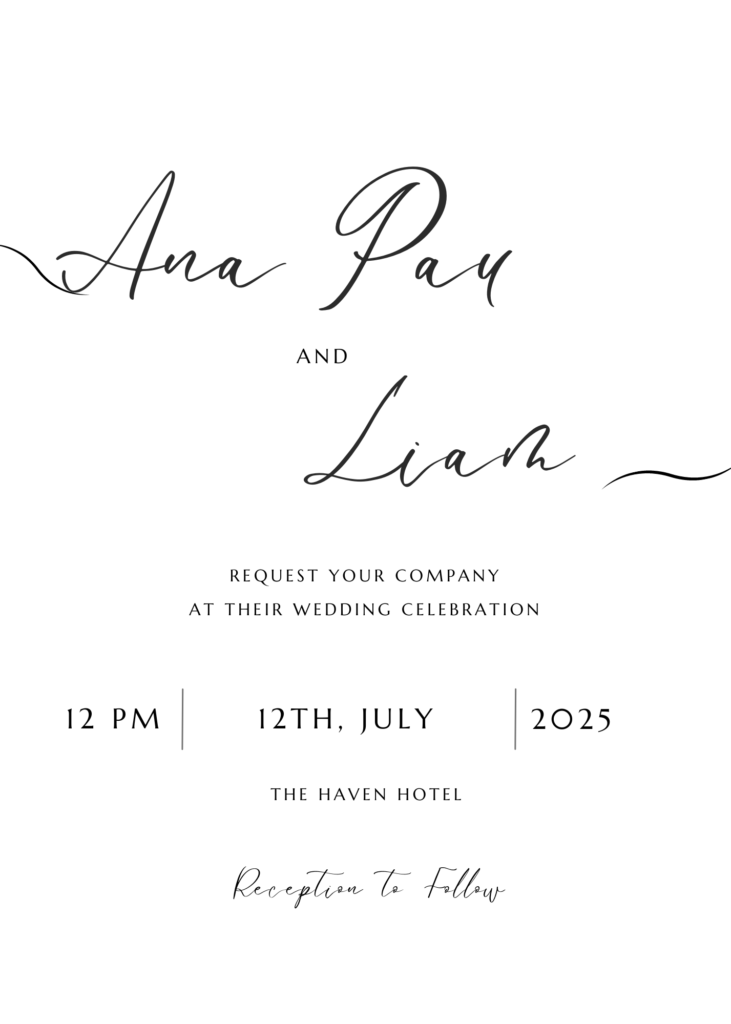 Ana Pau
AND
Liam
REQUEST YOUR COMPANY
AT THEIR WEDDING CELEBRATION
12 PM 12TH, JULY 2025
THE HAVEN HOTEL
Reception to Follow